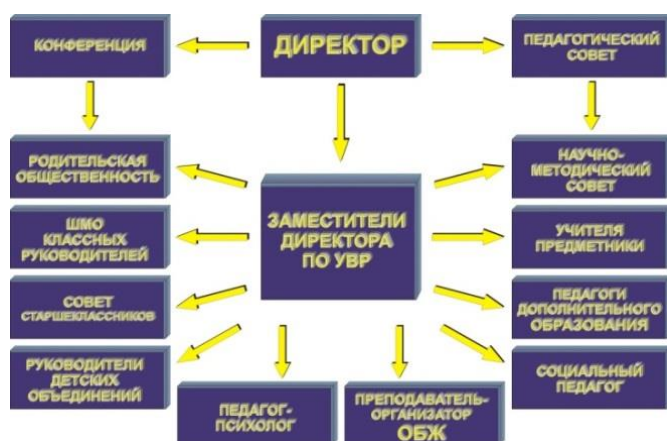 КОНФЕРЕНЦИЯ
ДИРЕКТОР
ПЕДАГОГИЧЕСКИЙ
СОВЕТ
РОДИТЕЛЬСКАЯ
ОБЩЕСТВЕННОСТЬ
НАУЧНО-
МЕТОДИЧЕСКИЙ
СОВЕТ
ШМО
КЛАССНЫХ
РУКОВОДИТЕЛЕЙ
ЗАМЕСТИТЕЛИ
ДИРЕКТОРА
ПО УВР
УЧИТЕЛЯ
ПРЕДМЕТНИКИ
СОВЕТ
СТАРШЕКЛАССНИКОВ
ПЕДАГОГИ
ДОПОЛНИТЕЛЬНОГО
ОБРАЗОВАНИЯ
РУКОВОДИТЕЛИ
ДЕТСКИХ
ОБЪЕДИНЕНИЙ
СОЦИАЛЬНЫЙ
ПЕДАГОГ
ПЕДАГОГ-
ПСИХОЛОГ
ПРЕПОДАВАТЕЛЬ-
ОРГАНИЗАТОР
ОБЖ